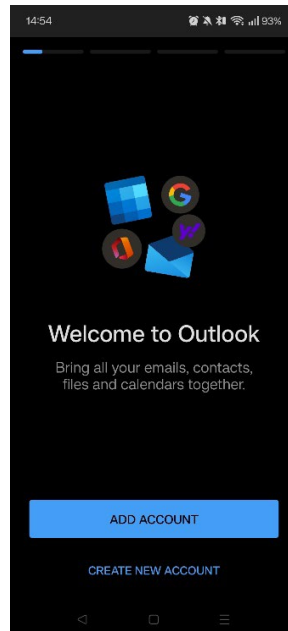 14:54
93%
Welcome to Outlook
Bring all your emails, contacts,
files and calendars together.
ADD ACCOUNT
CREATE NEW ACCOUNT